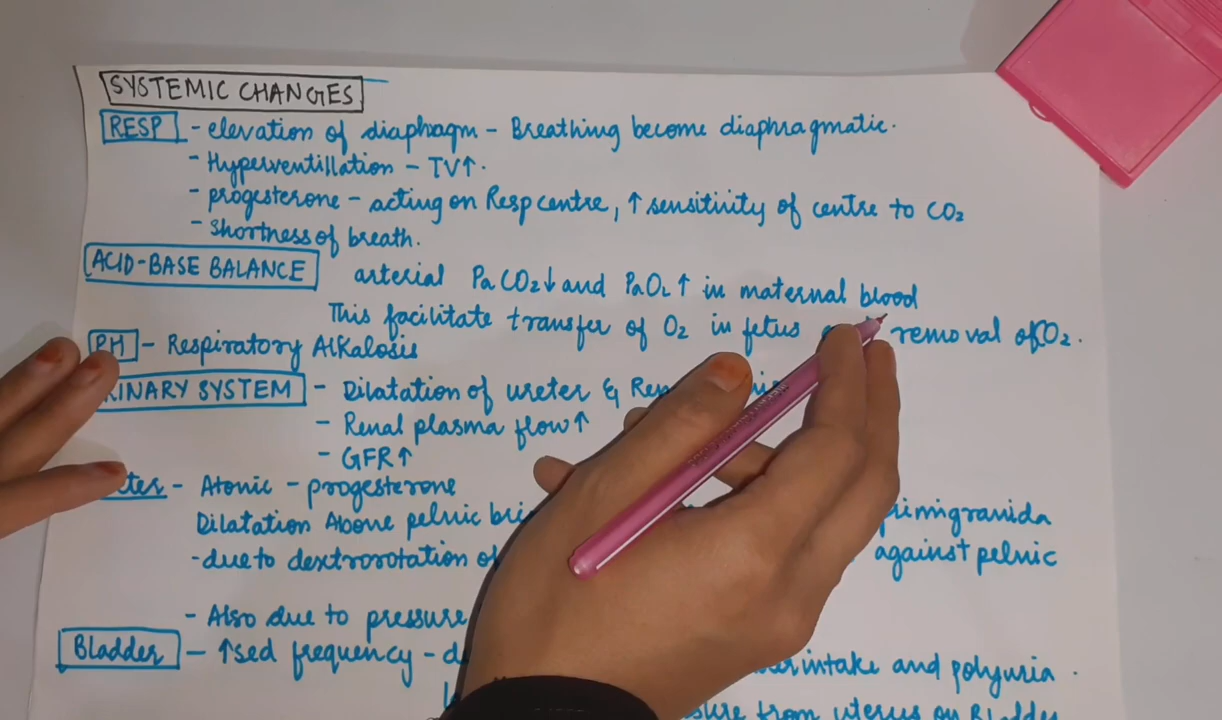 SYSTEMIC CHANGES
RESP - elevation of diaphragm - Breathing become diaphragmatic.
- Hyperventillation - TV↑.
- progesterone - acting on Resp centre, ↑ sensitivity of centre to CO₂
- shortness of breath.
ACID-BASE BALANCE arterial PaCO₂↓ and PaO₂↑ in maternal blood
This facilitate transfer of O₂ in fetus removal of CO₂.
PH - Respiratory Alkalosis
URINARY SYSTEM - Dilatation of ureter &
- Renal plasma flow↑
- GFR↑
- Atonic - progesterone
Dilatation Above pelvic primigravida
- due to dextrorotation of against pelvic
- Also due to pressure
Bladder - ↑sed frequency - intake and polyuria.
from uterus on Bladder